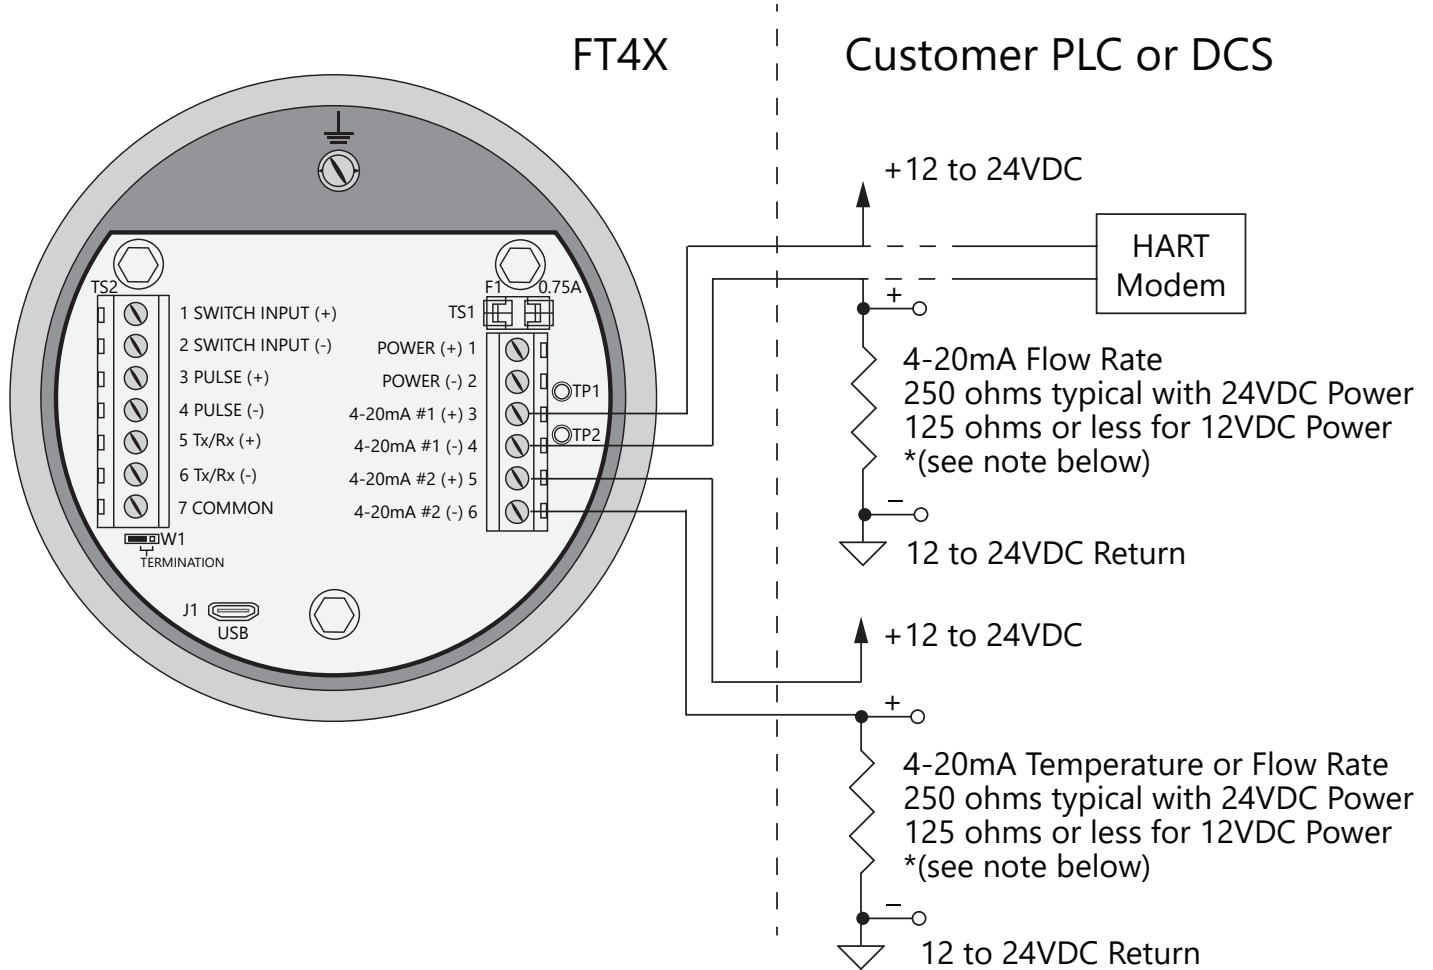 FT4X
Customer PLC or DCS
+12 to 24VDC
HART
Modem
TS2
1 SWITCH INPUT (+)
2 SWITCH INPUT (-)
3 PULSE (+)
4 PULSE (-)
5 Tx/Rx (+)
6 Tx/Rx (-)
7 COMMON
W1
TERMINATION
J1
USB
F1 0.75A
TS1
POWER (+) 1
POWER (-) 2
4-20mA #1 (+) 3
4-20mA #1 (-) 4
4-20mA #2 (+) 5
4-20mA #2 (-) 6
TP1
TP2
+
4-20mA Flow Rate
250 ohms typical with 24VDC Power
125 ohms or less for 12VDC Power
*(see note below)
−
12 to 24VDC Return
+12 to 24VDC
+
4-20mA Temperature or Flow Rate
250 ohms typical with 24VDC Power
125 ohms or less for 12VDC Power
*(see note below)
−
12 to 24VDC Return